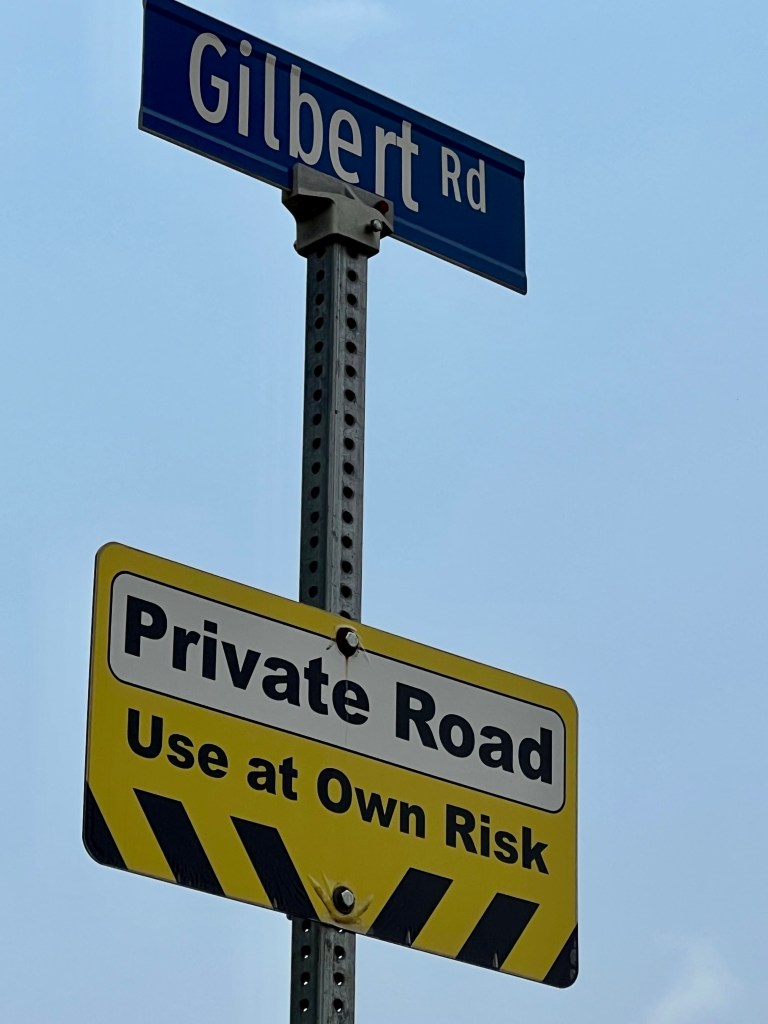 Gilbert Rd
Private Road
Use at Own Risk